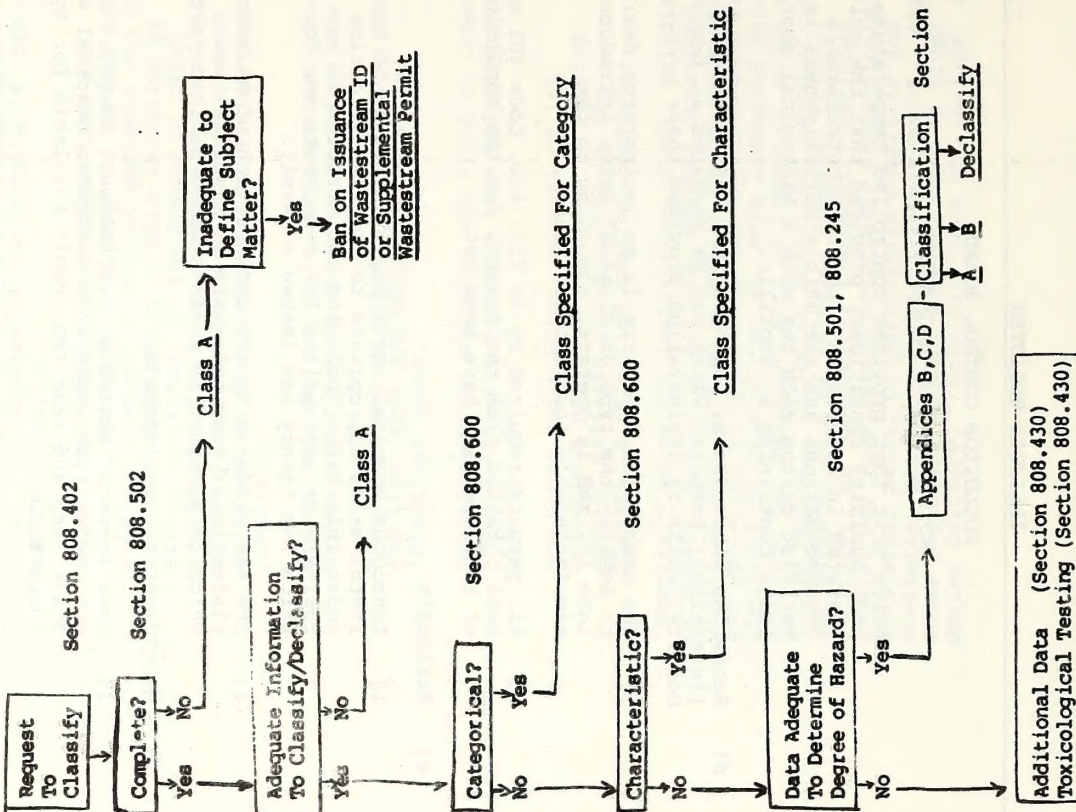 Request
To
Classify
Section 808.402
Complete?
Section 808.502
Yes
No
Class A
Inadequate to
Define Subject
Matter?
Yes
Ban on Issuance
of Wastestream ID
or Supplemental
Wastestream Permit
Adequate Information
To Classify/Declassify?
Yes
No
Class A
Categorical?
Section 808.600
No
Yes
Class Specified For Category
Characteristic?
Section 808.600
No
Yes
Class Specified For Characteristic
Data Adequate
To Determine
Degree of Hazard?
Section 808.501, 808.245
No
Yes
Appendices B,C,D
- Classification
Section
A
B
Declassify
Additional Data (Section 808.430)
Toxicological Testing (Section 808.430)